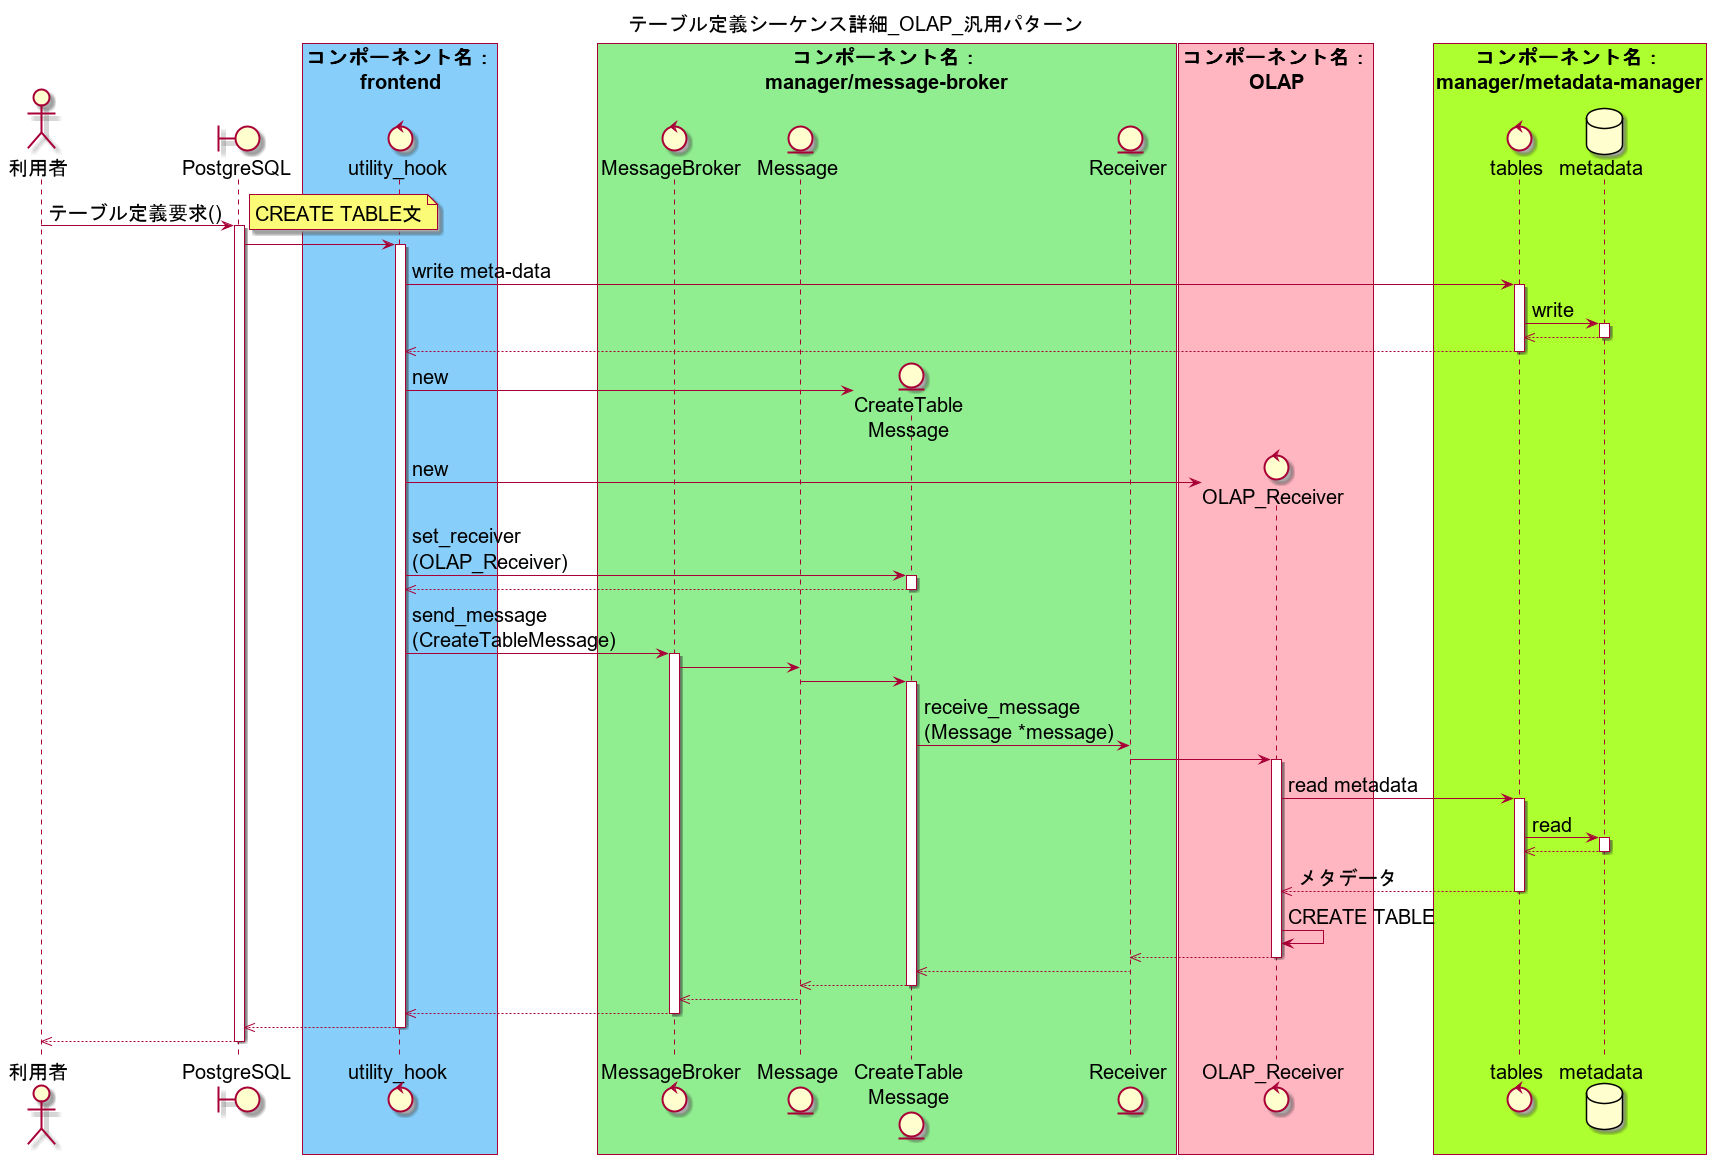 テーブル定義シーケンス詳細_OLAP_汎用パターン
コンポーネント名：
frontend
コンポーネント名：
manager/message-broker
コンポーネント名：
OLAP
コンポーネント名：
manager/metadata-manager
利用者
PostgreSQL
utility_hook
MessageBroker
Message
Receiver
tables
metadata
テーブル定義要求()
CREATE TABLE文
write meta-data
write
new
CreateTable
Message
new
OLAP_Receiver
set_receiver
(OLAP_Receiver)
send_message
(CreateTableMessage)
receive_message
(Message *message)
read metadata
read
メタデータ
CREATE TABLE
利用者
PostgreSQL
utility_hook
MessageBroker
Message
CreateTable
Message
Receiver
OLAP_Receiver
tables
metadata